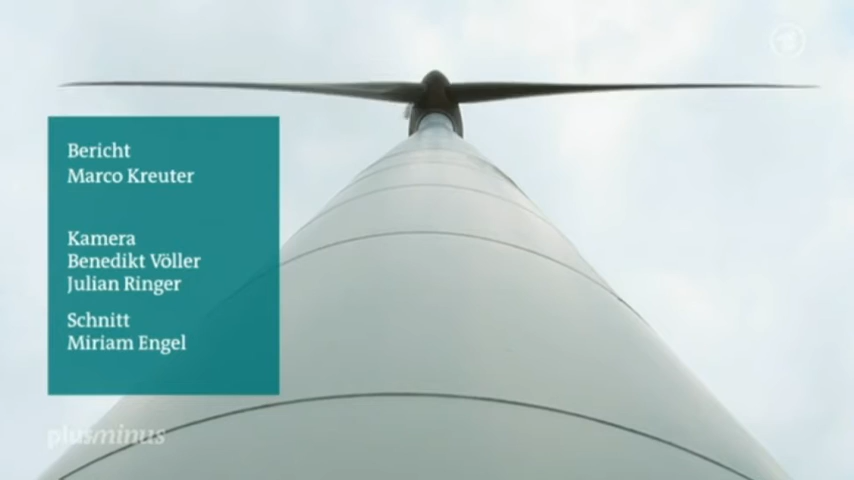 Bericht
Marco Kreuter
Kamera
Benedikt Völler
Julian Ringer
Schnitt
Miriam Engel
plusminus